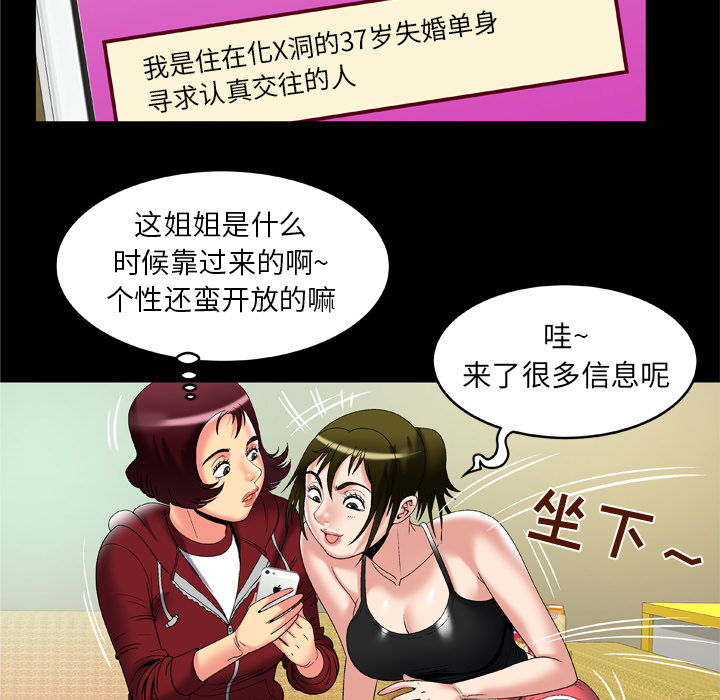 我是住在化X洞的37岁失婚单身
寻求认真交往的人
这姐姐是什么
时候靠过来的啊~
个性还蛮开放的嘛
哇~
来了很多信息呢
坐下~